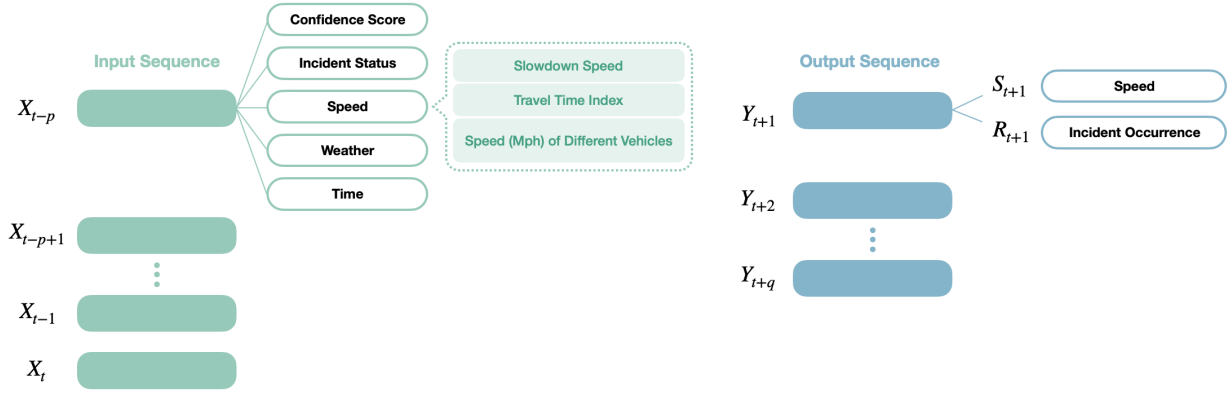 Input Sequence
X_{t-p}
Confidence Score
Incident Status
Speed
Weather
Time
Slowdown Speed
Travel Time Index
Speed (Mph) of Different Vehicles
X_{t-p+1}
X_{t-1}
X_t
Output Sequence
Y_{t+1}
S_{t+1}
Speed
R_{t+1}
Incident Occurrence
Y_{t+2}
Y_{t+q}